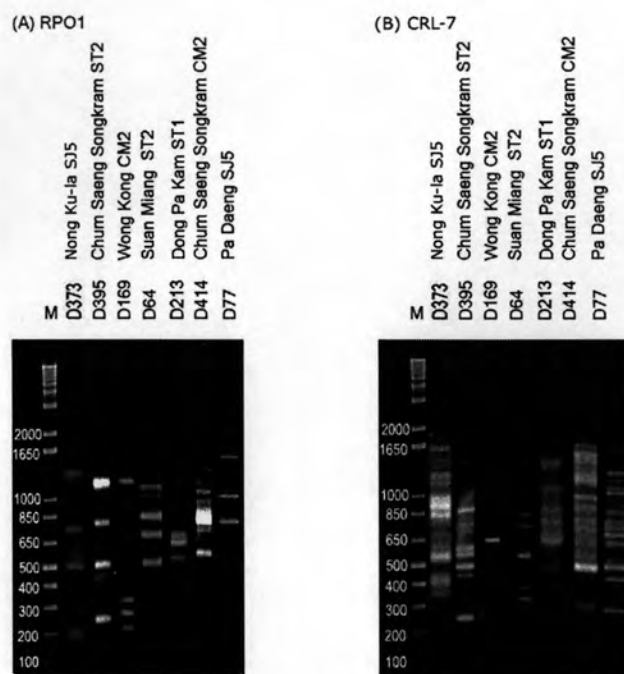 (A) RPO1
M
D373 Nong Ku-la SJ5
D395 Chum Saeng Songkram ST2
D169 Wong Kong CM2
D64 Suan Miang ST2
D213 Dong Pa Kam ST1
D414 Chum Saeng Songkram CM2
D77 Pa Daeng SJ5
2000
1650
1000
850
650
500
400
300
200
100
(B) CRL-7
M
D373 Nong Ku-la SJ5
D395 Chum Saeng Songkram ST2
D169 Wong Kong CM2
D64 Suan Miang ST2
D213 Dong Pa Kam ST1
D414 Chum Saeng Songkram CM2
D77 Pa Daeng SJ5
2000
1650
1000
850
650
500
400
300
200
100